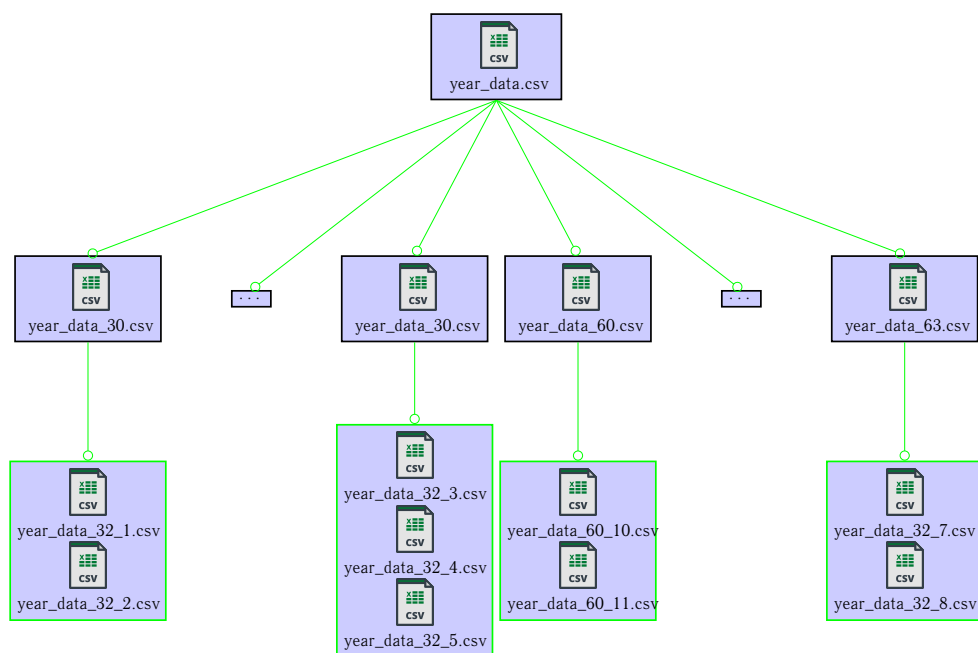 CSV
year_data.csv
CSV
year_data_30.csv
...
CSV
year_data_30.csv
CSV
year_data_60.csv
...
CSV
year_data_63.csv
CSV
year_data_32_1.csv
CSV
year_data_32_2.csv
CSV
year_data_32_3.csv
CSV
year_data_32_4.csv
CSV
year_data_32_5.csv
CSV
year_data_60_10.csv
CSV
year_data_60_11.csv
CSV
year_data_32_7.csv
CSV
year_data_32_8.csv